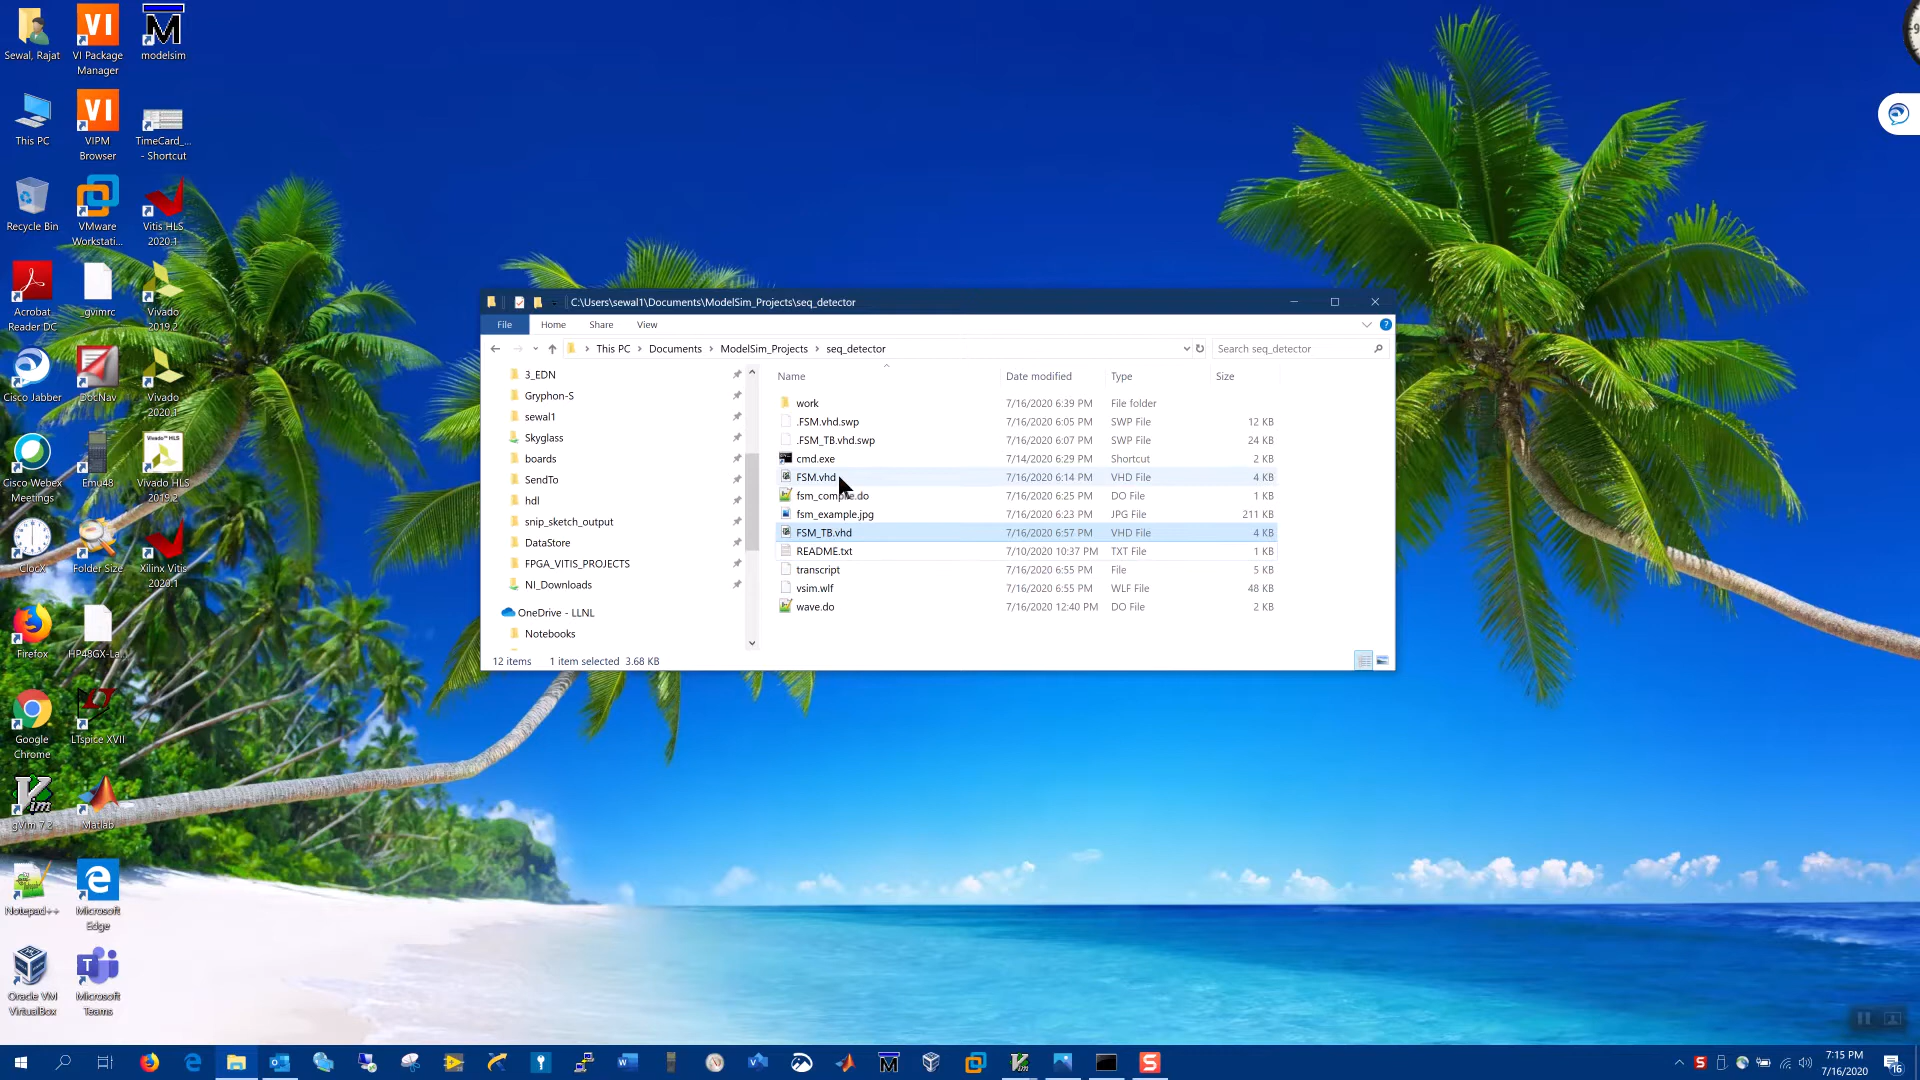 Sewal, Rajat
VI Package
Manager
modelsim
This PC
VIPM
Browser
TimeCard_...
- Shortcut
Recycle Bin
VMware
Workstati...
Vitis HLS
2020.1
Acrobat
Reader DC
_gvimrc
Vivado
2019.2
Cisco Jabber
DocNav
Vivado
2020.1
Cisco Webex
Meetings
Emu48
Vivado HLS
2019.2
ClocX
Folder Size
Xilinx Vitis
2020.1
Firefox
HP48GX-La...
Google
Chrome
LTspice XVII
gVim 7.2
Matlab
Notepad++
Microsoft
Edge
Oracle VM
VirtualBox
Microsoft
Teams
C:\Users\sewal1\Documents\ModelSim_Projects\seq_detector
File Home Share View
This PC > Documents > ModelSim_Projects > seq_detector
Search seq_detector
3_EDN
Gryphon-S
sewal1
Skyglass
boards
SendTo
hdl
snip_sketch_output
DataStore
FPGA_VITIS_PROJECTS
NI_Downloads
OneDrive - LLNL
Notebooks
Name Date modified Type Size
work 7/16/2020 6:39 PM File folder
.FSM.vhd.swp 7/16/2020 6:05 PM SWP File 12 KB
.FSM_TB.vhd.swp 7/16/2020 6:07 PM SWP File 24 KB
cmd.exe 7/14/2020 6:29 PM Shortcut 2 KB
FSM.vhd 7/16/2020 6:14 PM VHD File 4 KB
fsm_compile.do 7/16/2020 6:25 PM DO File 1 KB
fsm_example.jpg 7/16/2020 6:23 PM JPG File 211 KB
FSM_TB.vhd 7/16/2020 6:57 PM VHD File 4 KB
README.txt 7/10/2020 10:37 PM TXT File 1 KB
transcript 7/16/2020 6:55 PM File 5 KB
vsim.wlf 7/16/2020 6:55 PM WLF File 48 KB
wave.do 7/16/2020 12:40 PM DO File 2 KB
12 items 1 item selected 3.68 KB
7:15 PM
7/16/2020
16